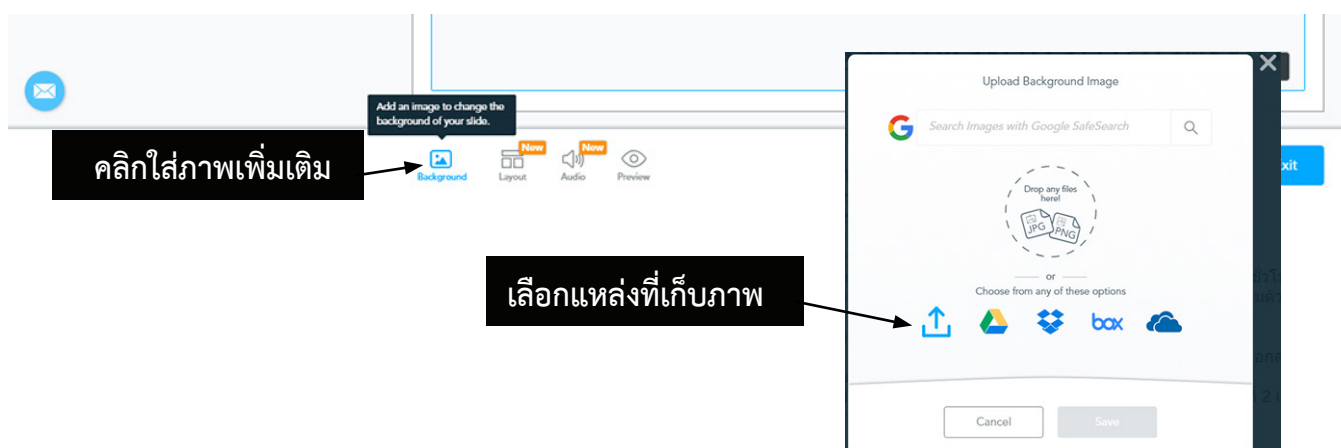 Add an image to change the
background of your slide.
คลิกใส่ภาพเพิ่มเติม
New
New
Background
Layout
Audio
Preview
เลือกแหล่งที่เก็บภาพ
Upload Background Image
Search Images with Google SafeSearch
Drop any files
here!
JPG
PNG
or
Choose from any of these options
box
Cancel
Save
xit